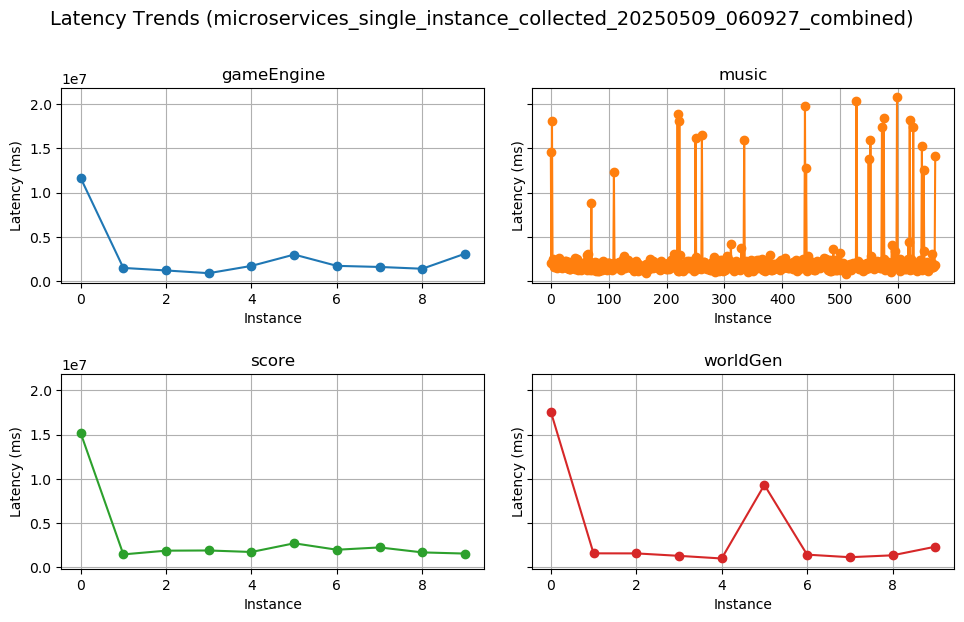 Latency Trends (microservices_single_instance_collected_20250509_060927_combined)
gameEngine
1e7
2.0
1.5
1.0
0.5
0.0
Latency (ms)
0 2 4 6 8
Instance
music
Latency (ms)
0 100 200 300 400 500 600
Instance
score
1e7
2.0
1.5
1.0
0.5
0.0
Latency (ms)
0 2 4 6 8
Instance
worldGen
Latency (ms)
0 2 4 6 8
Instance